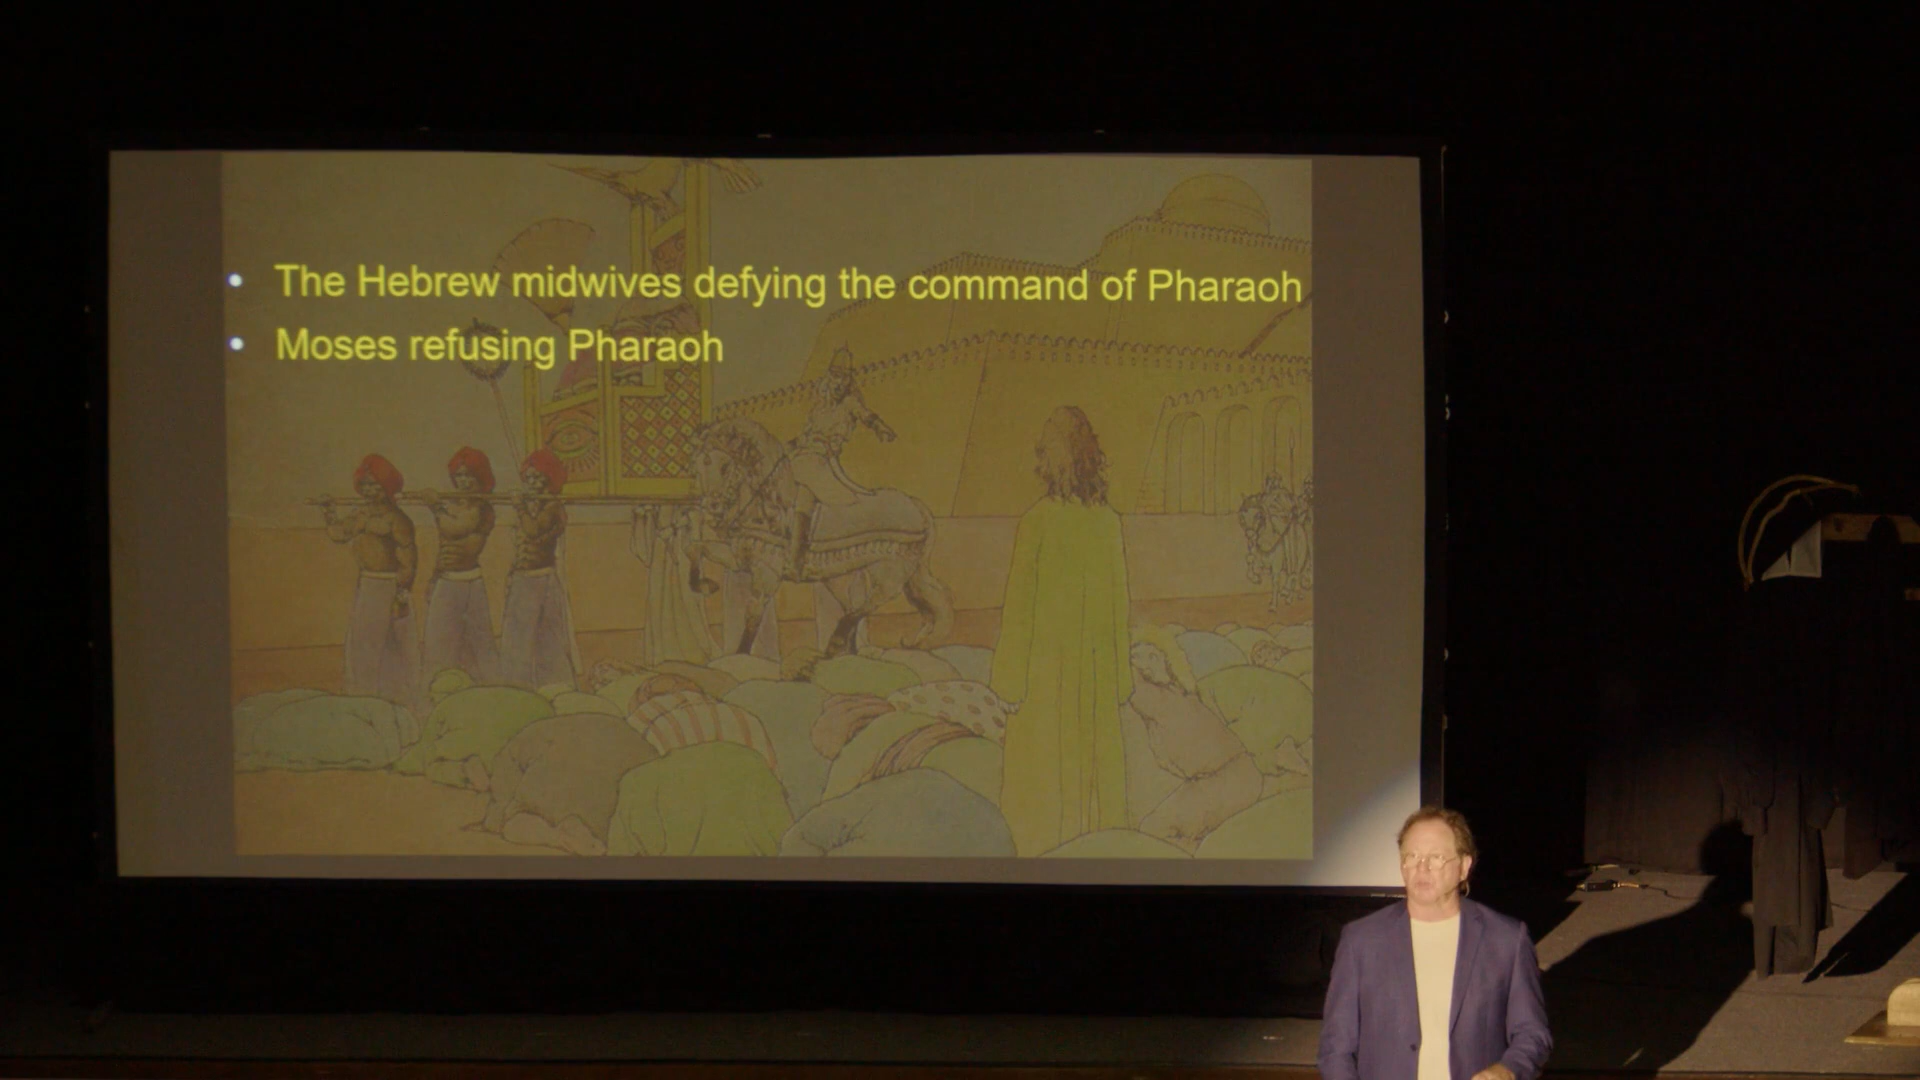 • The Hebrew midwives defying the command of Pharaoh
• Moses refusing Pharaoh